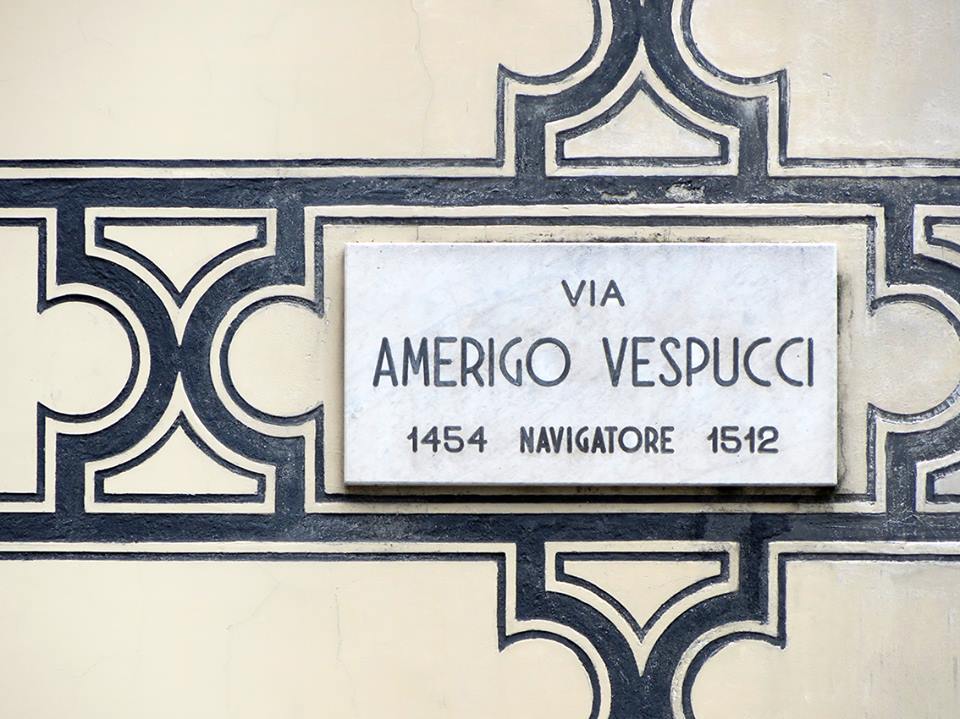 VIA
AMERIGO VESPUCCI
1454 NAVIGATORE 1512